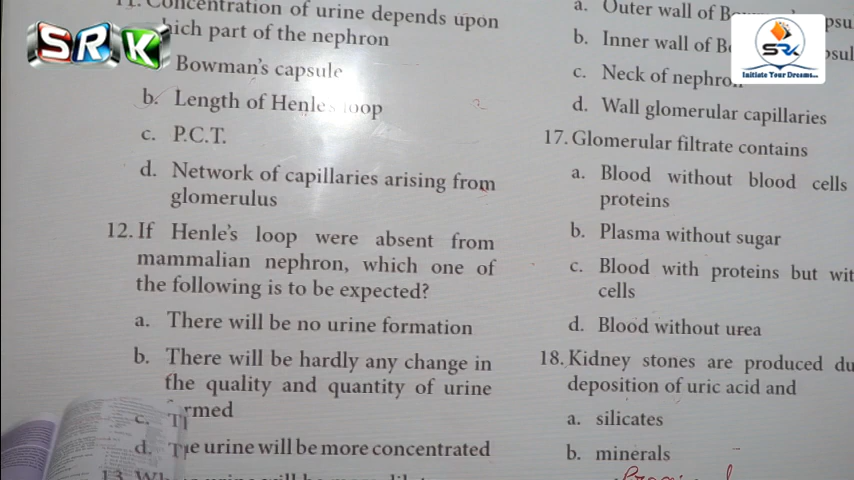 SRK
11. Concentration of urine depends upon
which part of the nephron
Bowman's capsule
b. Length of Henle's loop
c. P.C.T.
d. Network of capillaries arising from
glomerulus
12. If Henle's loop were absent from
mammalian nephron, which one of
the following is to be expected?
a. There will be no urine formation
b. There will be hardly any change in
the quality and quantity of urine
formed
c.
d. The urine will be more concentrated
a. Outer wall of
b. Inner wall of
c. Neck of nephron
d. Wall glomerular capillaries
17. Glomerular filtrate contains
a. Blood without blood cells
proteins
b. Plasma without sugar
c. Blood with proteins but
cells
d. Blood without urea
18. Kidney stones are produced
deposition of uric acid and
a. silicates
b. minerals
SRK
Initiate Your Dreams...